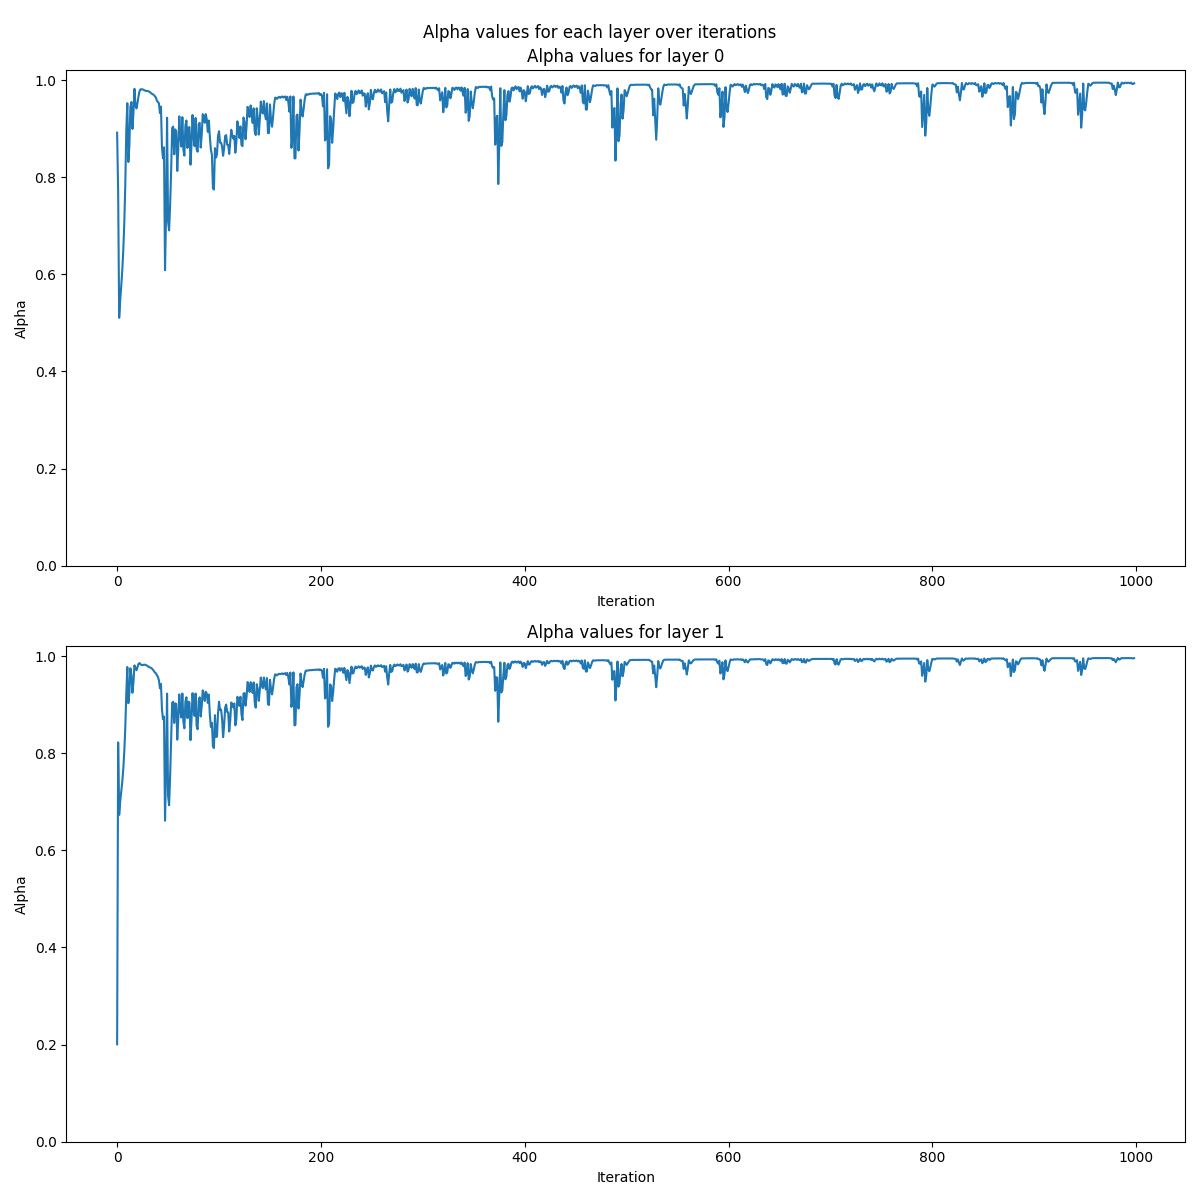 Alpha values for each layer over iterations
Alpha values for layer 0
1.0
0.8
0.6
0.4
0.2
0.0
Alpha
0 200 400 600 800 1000
Iteration
Alpha values for layer 1
1.0
0.8
0.6
0.4
0.2
0.0
Alpha
0 200 400 600 800 1000
Iteration